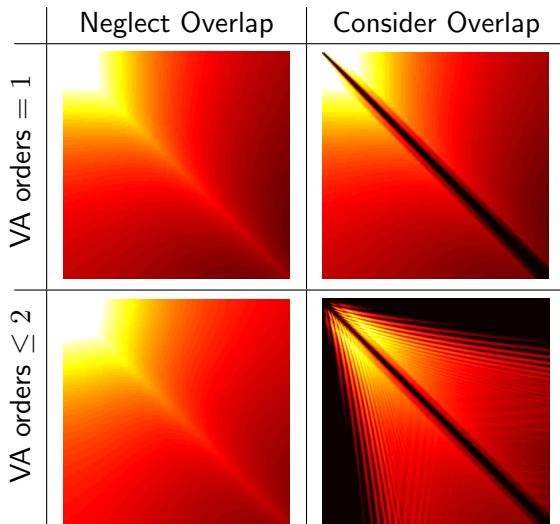 Neglect Overlap
Consider Overlap
VA orders = 1
VA orders ≤ 2